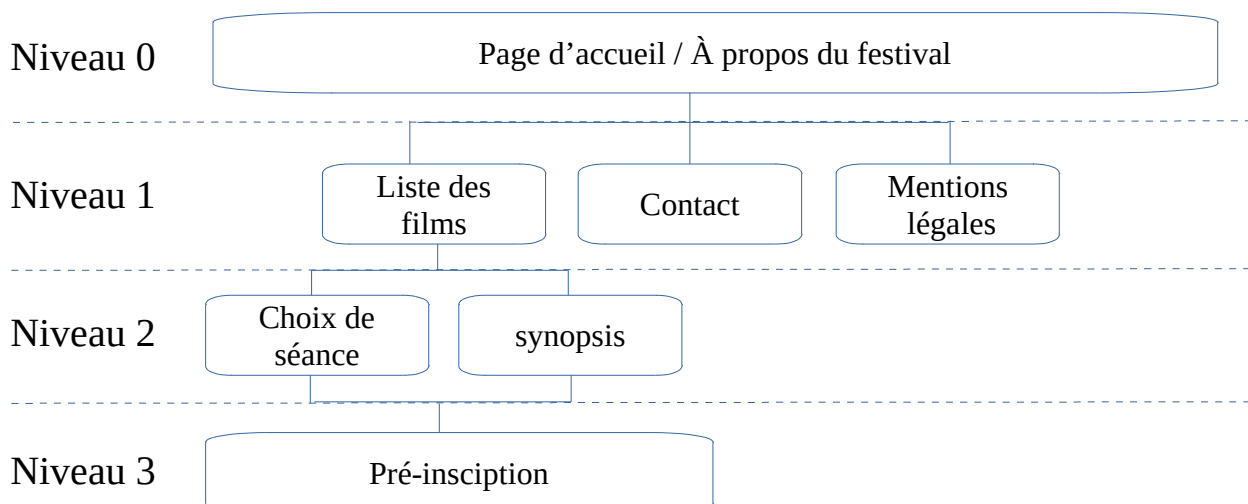 Niveau 0
Page d’accueil / À propos du festival
Niveau 1
Liste des
films
Contact
Mentions
légales
Niveau 2
Choix de
séance
synopsis
Niveau 3
Pré-insciption